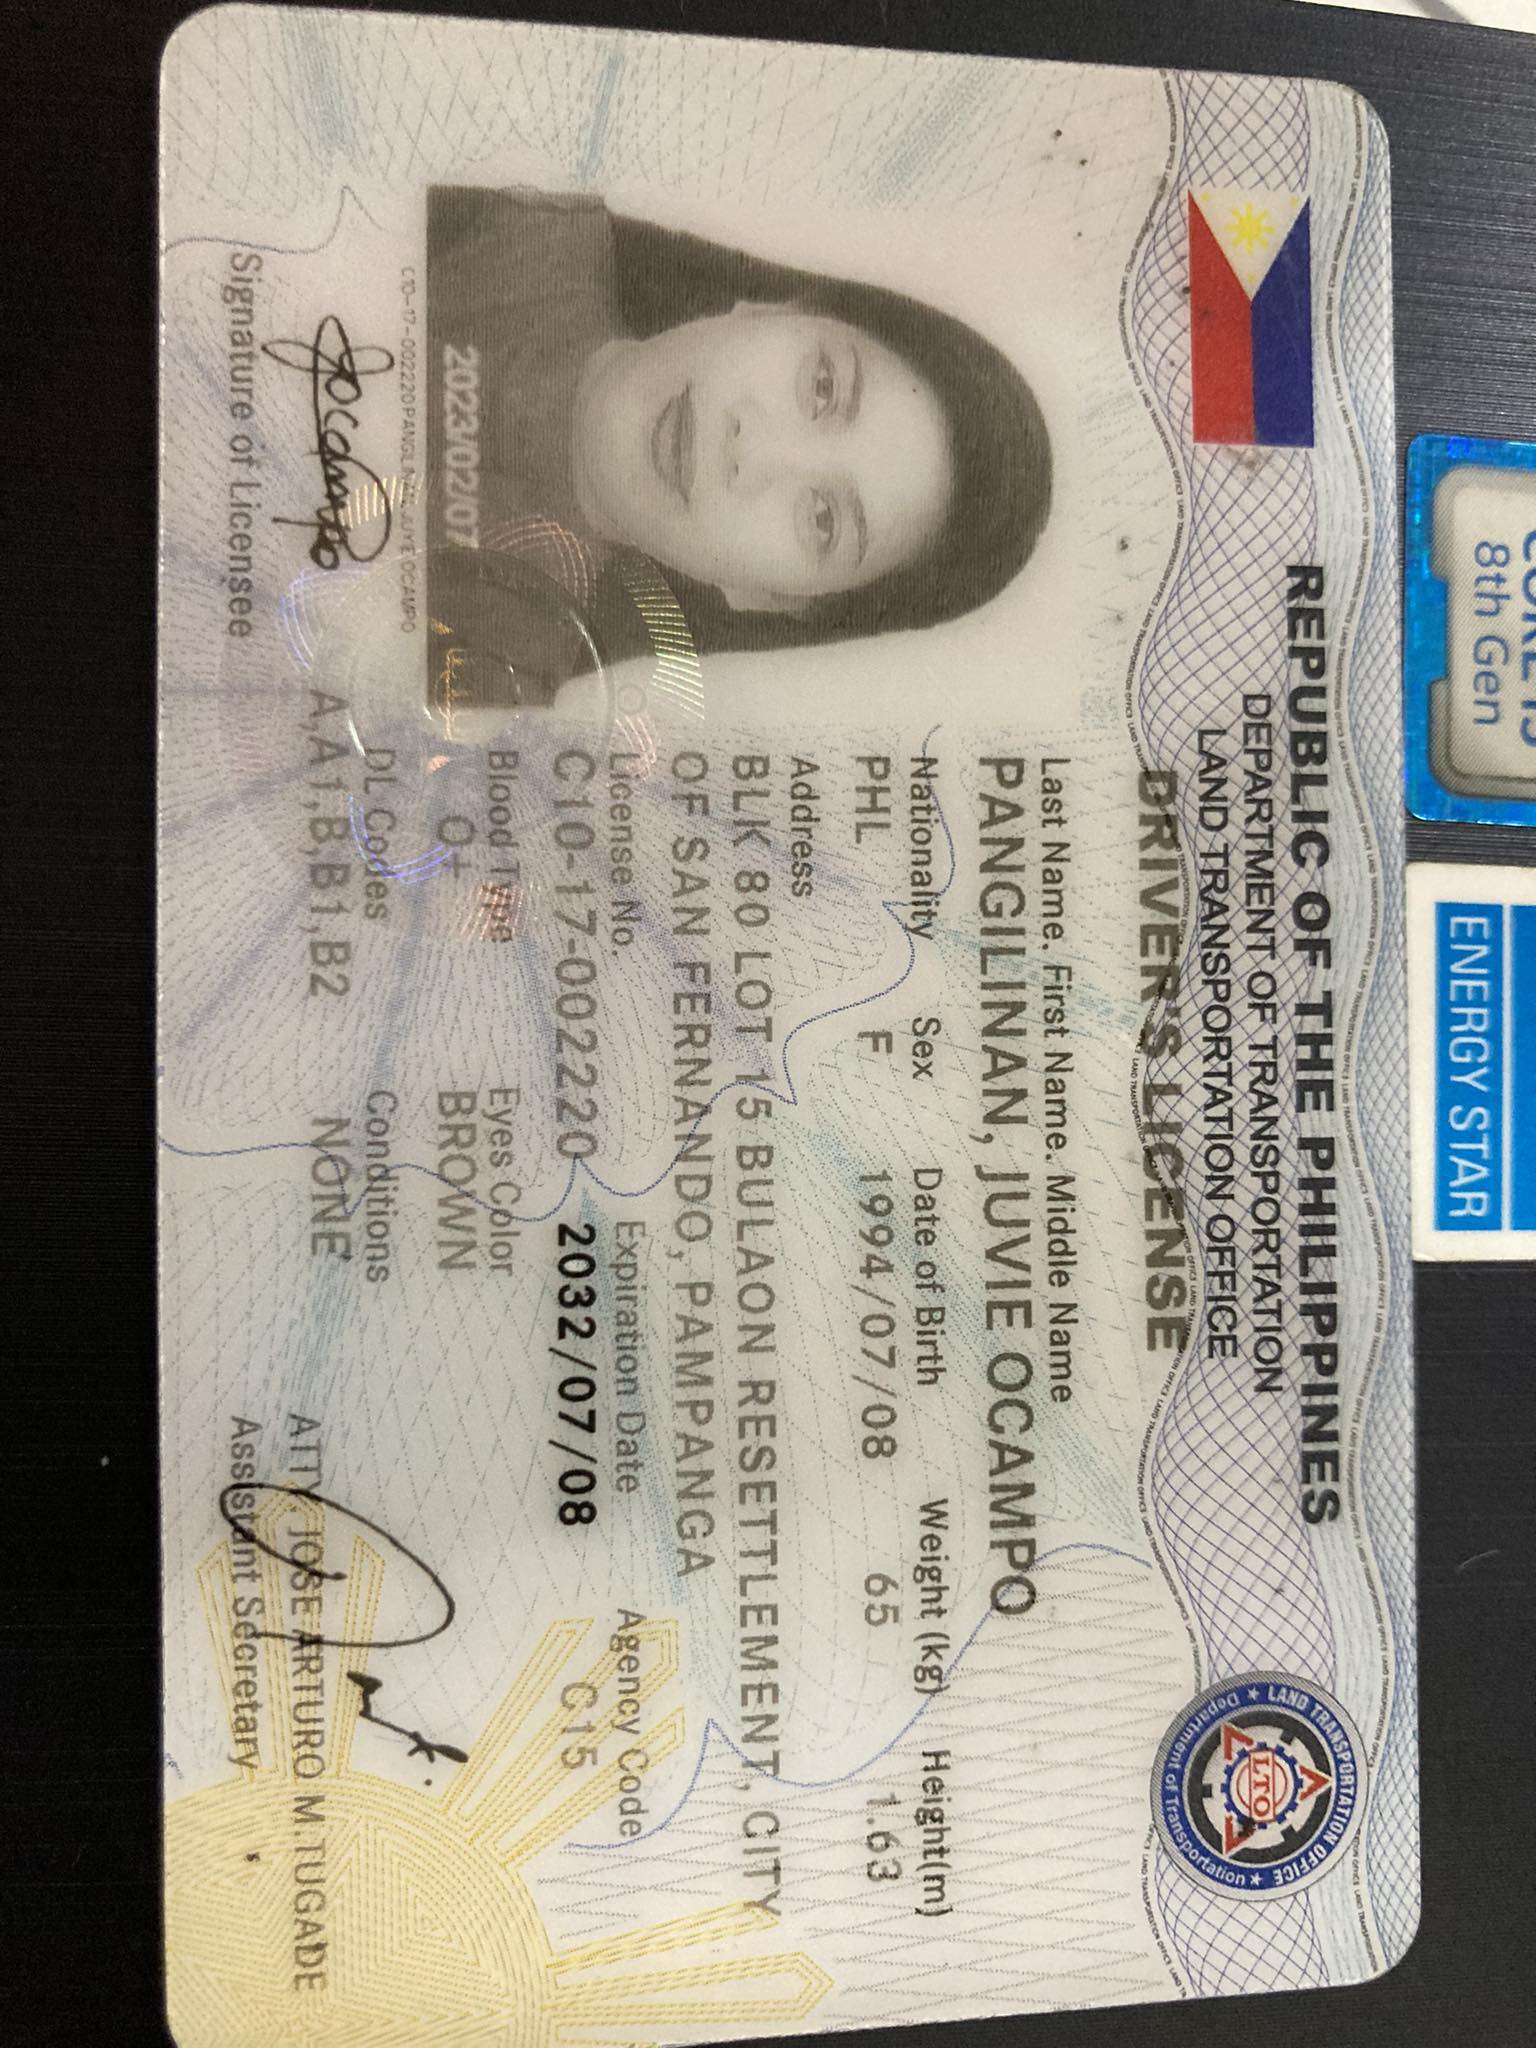 CORE i5
8th Gen
ENERGY STAR
REPUBLIC OF THE PHILIPPINES
DEPARTMENT OF TRANSPORTATION
LAND TRANSPORTATION OFFICE
DRIVER'S LICENSE
LAND TRANSPORTATION OFFICE
LTO
Department of Transportation
Last Name. First Name. Middle Name
PANGILINAN, JUVIE OCAMPO
Nationality Sex Date of Birth Weight (kg) Height(m)
PHL F 1994/07/08 65 1.63
Address
BLK 80 LOT 15 BULAON RESETTLEMENT, CITY
OF SAN FERNANDO, PAMPANGA
License No. Expiration Date Agency Code
C10-17-002220 2032/07/08 C15
Blood Type Eyes Color
O+ BROWN
2023/02/07
LTO
C10-17-002220 PANGILINAN, JUVIE OCAMPO
DL Codes Conditions
A,A1,B,B1,B2 NONE
Jocampo
ATTY. JOSE ARTURO M.TUGADE
Signature of Licensee
Assistant Secretary